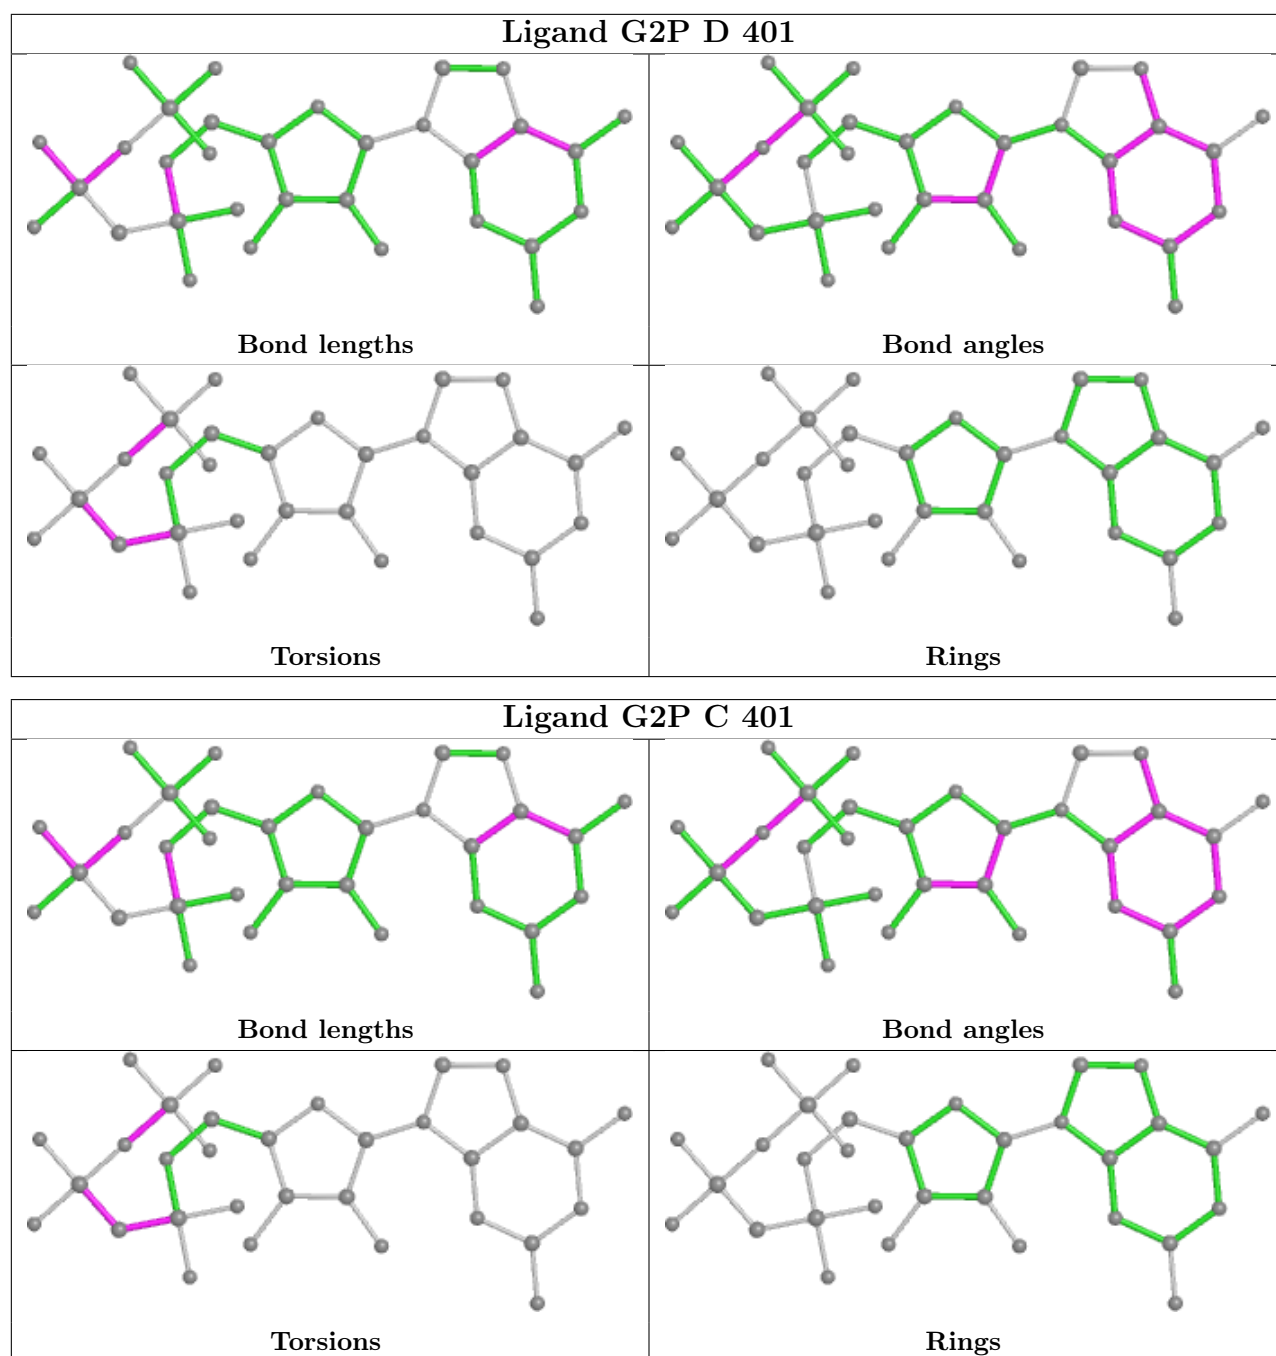 Ligand G2P D 401
Bond lengths
Bond angles
Torsions
Rings
Ligand G2P C 401
Bond lengths
Bond angles
Torsions
Rings